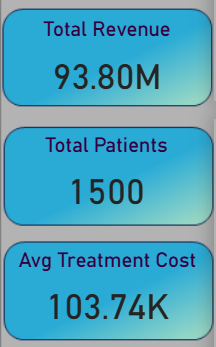 Total Revenue
93.80M
Total Patients
1500
Avg Treatment Cost
103.74K